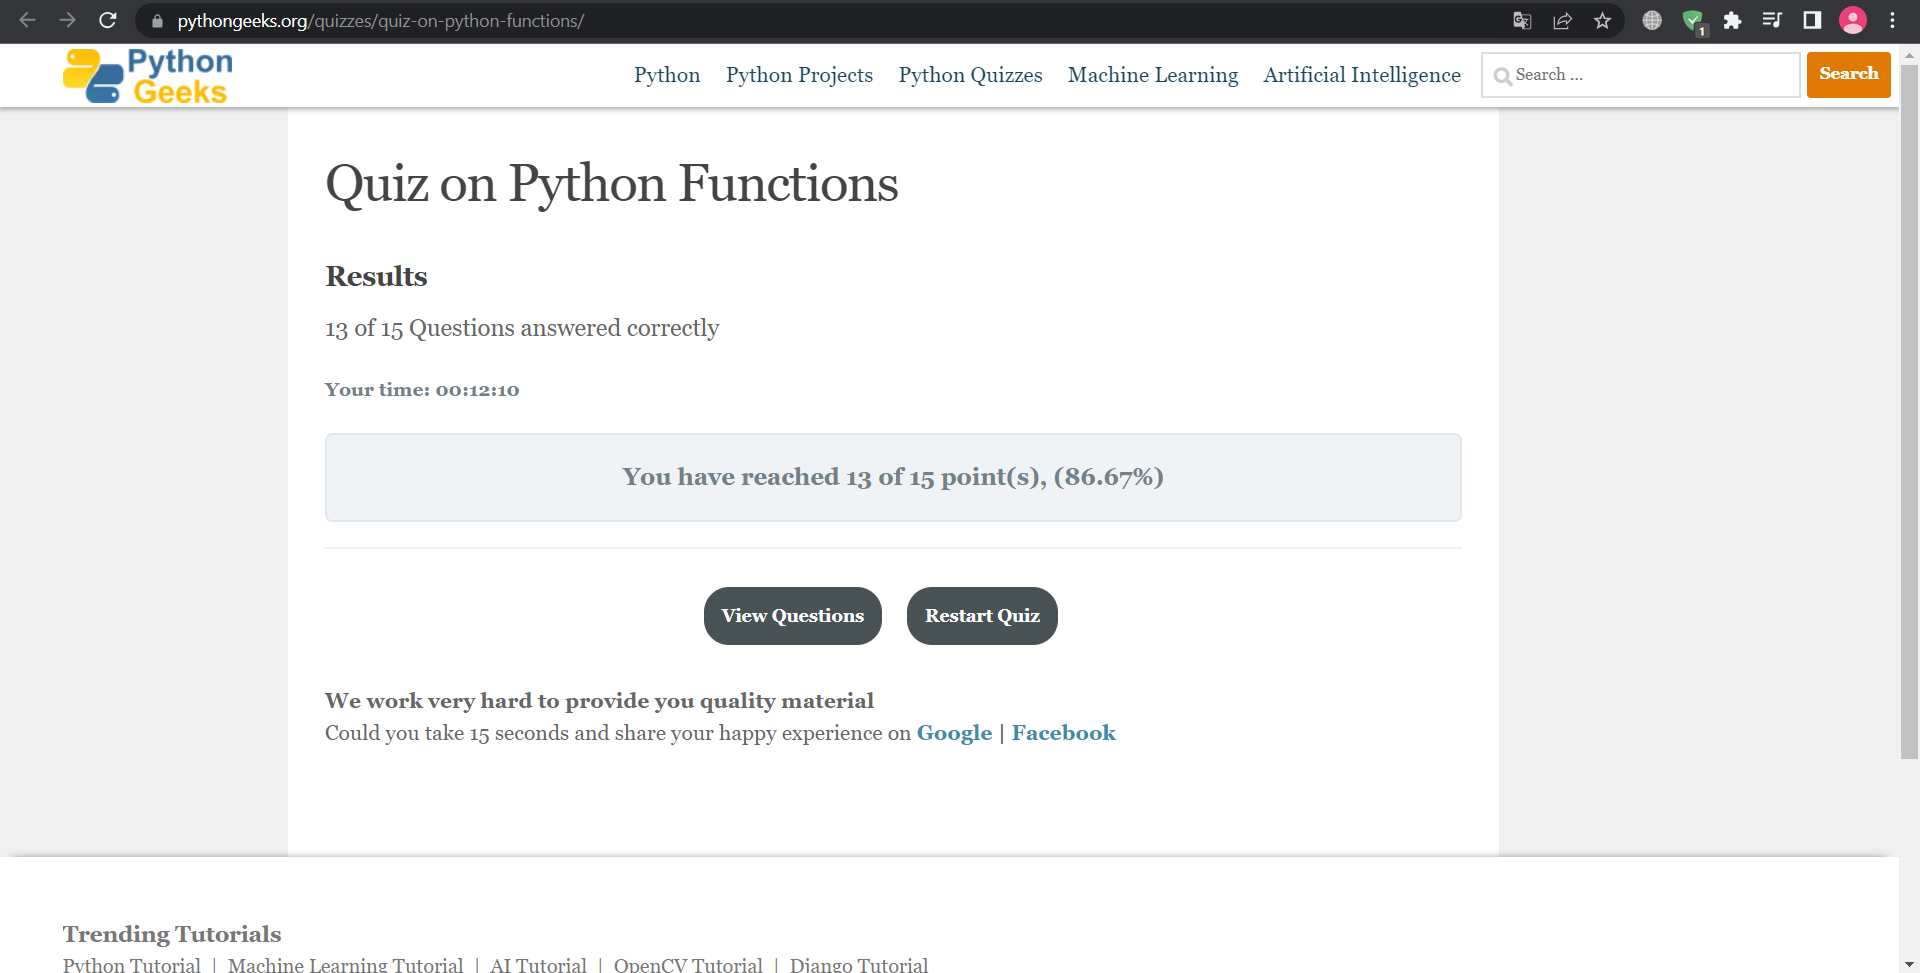 pythongeeks.org/quizzes/quiz-on-python-functions/
1
Python
Geeks
Python Python Projects Python Quizzes Machine Learning Artificial Intelligence Search ... Search
Quiz on Python Functions
Results
13 of 15 Questions answered correctly
Your time: 00:12:10
You have reached 13 of 15 point(s), (86.67%)
View Questions Restart Quiz
We work very hard to provide you quality material
Could you take 15 seconds and share your happy experience on Google | Facebook
Trending Tutorials
Python Tutorial | Machine Learning Tutorial | AI Tutorial | OpenCV Tutorial | Django Tutorial